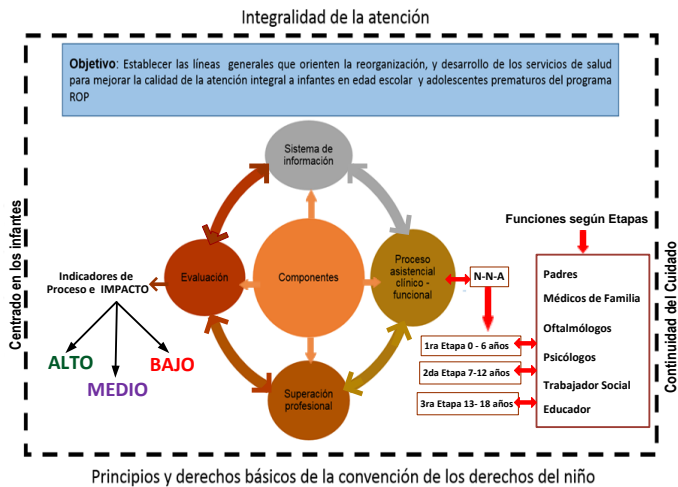 Integralidad de la atención
Objetivo: Establecer las líneas generales que orienten la reorganización, y desarrollo de los servicios de salud
para mejorar la calidad de la atención integral a infantes en edad escolar y adolescentes prematuros del programa
ROP
Centrado en los infantes
Sistema de
información
Evaluación
Componentes
Proceso
asistencial
clínico -
funcional
Superación
profesional
Indicadores de
Proceso e IMPACTO
ALTO
MEDIO
BAJO
N-N-A
1ra Etapa 0 - 6 años
2da Etapa 7-12 años
3ra Etapa 13- 18 años
Funciones según Etapas
Padres
Médicos de Familia
Oftalmólogos
Psicólogos
Trabajador Social
Educador
Continuidad del Cuidado
Principios y derechos básicos de la convención de los derechos del niño